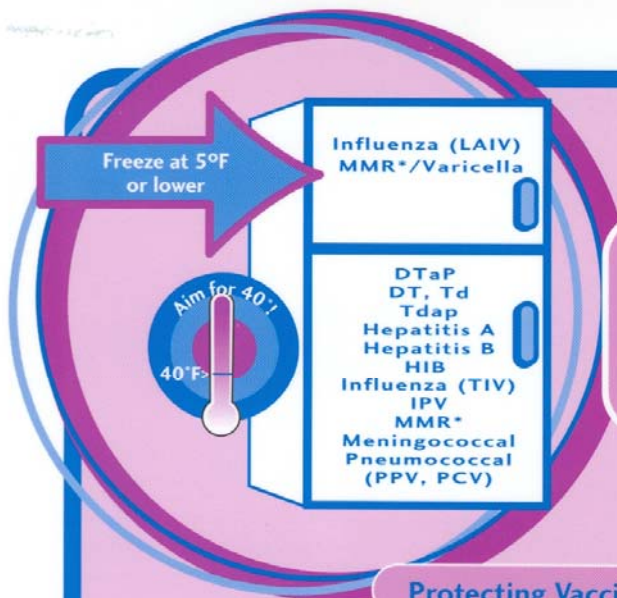 Freeze at 5°F
or lower
Influenza (LAIV)
MMR*/Varicella
Aim for 40°!
40°F>
DTaP
DT, Td
Tdap
Hepatitis A
Hepatitis B
HIB
Influenza (TIV)
IPV
MMR*
Meningococcal
Pneumococcal
(PPV, PCV)
Protecting